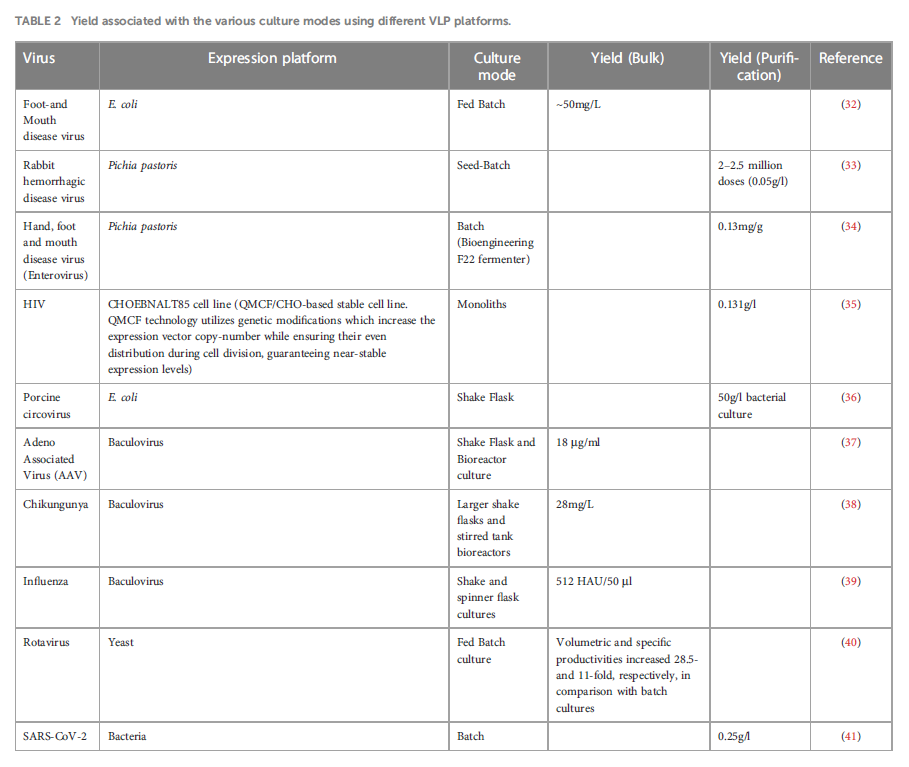 TABLE 2 Yield associated with the various culture modes using different VLP platforms.
Virus
Expression platform
Culture
mode
Yield (Bulk)
Yield (Purifi-
cation)
Reference
Foot-and
Mouth
disease virus
E. coli
Fed Batch
~50mg/L
(32)
Rabbit
hemorrhagic
disease virus
Pichia pastoris
Seed-Batch
2–2.5 million
doses (0.05g/l)
(33)
Hand, foot
and mouth
disease virus
(Enterovirus)
Pichia pastoris
Batch
(Bioengineering
F22 fermenter)
0.13mg/g
(34)
HIV
CHOEBNALT85 cell line (QMCF/CHO-based stable cell line.
QMCF technology utilizes genetic modifications which increase the
expression vector copy-number while ensuring their even
distribution during cell division, guaranteeing near-stable
expression levels)
Monoliths
0.131g/l
(35)
Porcine
circovirus
E. coli
Shake Flask
50g/l bacterial
culture
(36)
Adeno
Associated
Virus (AAV)
Baculovirus
Shake Flask and
Bioreactor
culture
18 μg/ml
(37)
Chikungunya
Baculovirus
Larger shake
flasks and
stirred tank
bioreactors
28mg/L
(38)
Influenza
Baculovirus
Shake and
spinner flask
cultures
512 HAU/50 μl
(39)
Rotavirus
Yeast
Fed Batch
culture
Volumetric and specific
productivities increased 28.5-
and 11-fold, respectively, in
comparison with batch
cultures
(40)
SARS-CoV-2
Bacteria
Batch
0.25g/l
(41)